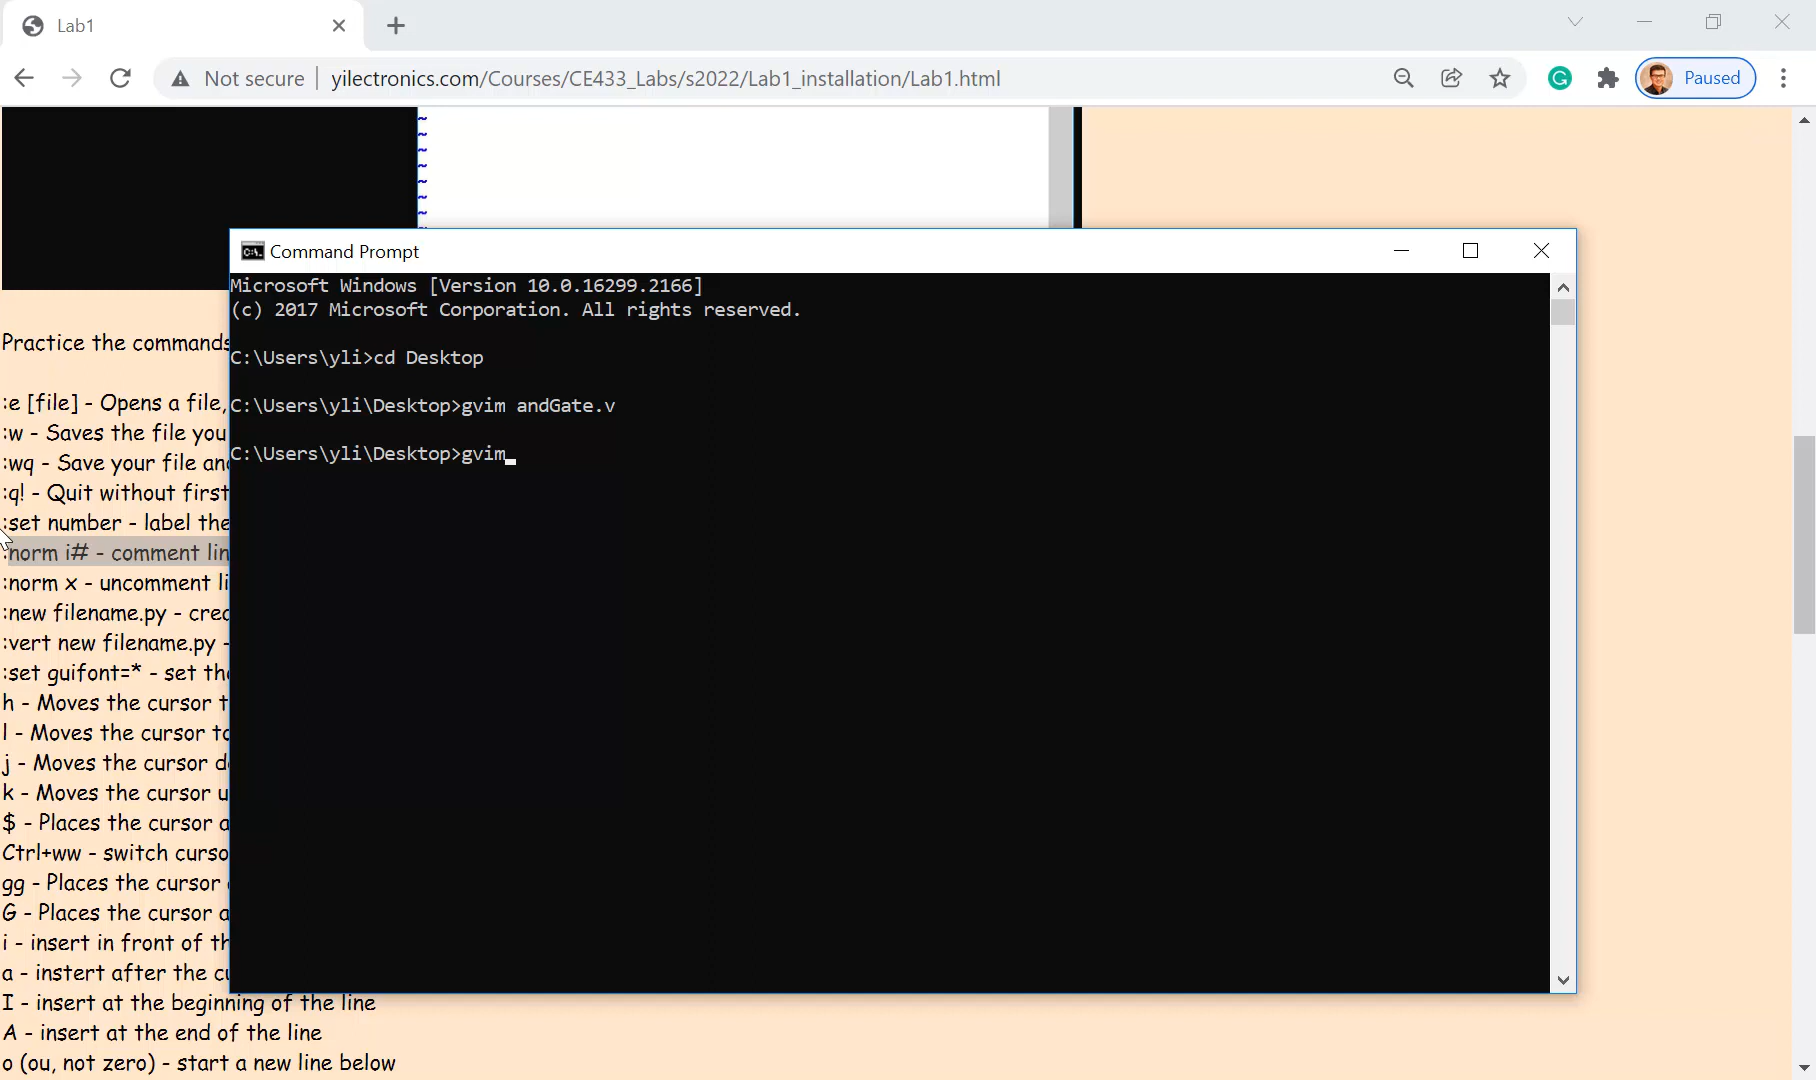 Lab1
Not secure | yilectronics.com/Courses/CE433_Labs/s2022/Lab1_installation/Lab1.html
Paused
~
~
~
~
~
~
~
Command Prompt
Microsoft Windows [Version 10.0.16299.2166]
(c) 2017 Microsoft Corporation. All rights reserved.
C:\Users\yli>cd Desktop
C:\Users\yli\Desktop>gvim andGate.v
C:\Users\yli\Desktop>gvim
Practice the commands
:e [file] - Opens a file,
:w - Saves the file you
:wq - Save your file and
:q! - Quit without first
:set number - label the
:norm i# - comment lin
:norm x - uncomment li
:new filename.py - crea
:vert new filename.py -
:set guifont=* - set the
h - Moves the cursor t
l - Moves the cursor to
j - Moves the cursor d
k - Moves the cursor u
$ - Places the cursor a
Ctrl+ww - switch curso
gg - Places the cursor
G - Places the cursor a
i - insert in front of th
a - instert after the cu
I - insert at the beginning of the line
A - insert at the end of the line
o (ou, not zero) - start a new line below